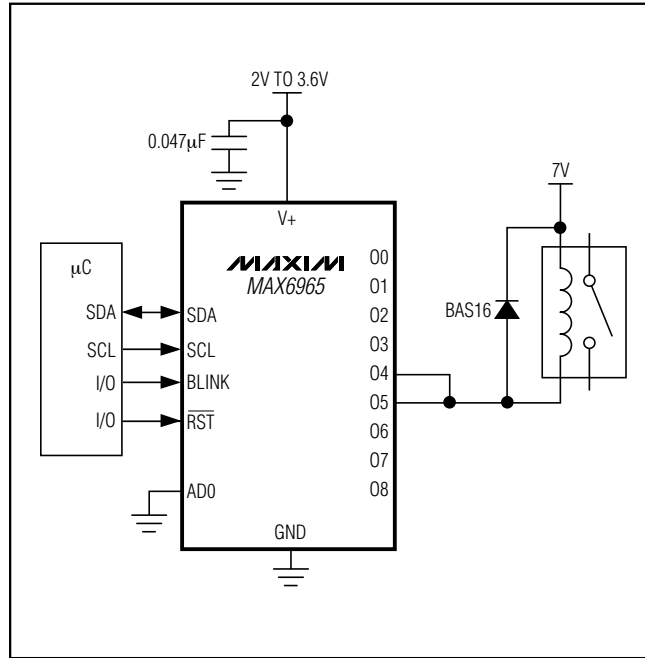 2V TO 3.6V
0.047µF
7V
V+
µC
MAXIM
MAX6965
O0
O1
O2
O3
O4
O5
O6
O7
O8
BAS16
SDA
SCL
I/O
I/O
SDA
SCL
BLINK
RST
AD0
GND